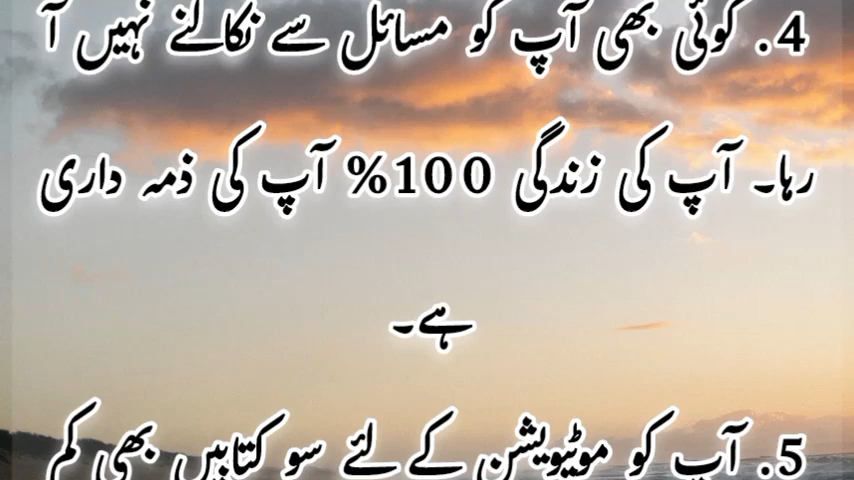 4. کوئی بھی آپ کو مسائل سے نکالنے نہیں آ
رہا۔ آپ کی زندگی 100% آپ کی ذمہ داری
ہے۔
5. آپ کو موٹیویشن کے لئے سو کتابیں بھی کم